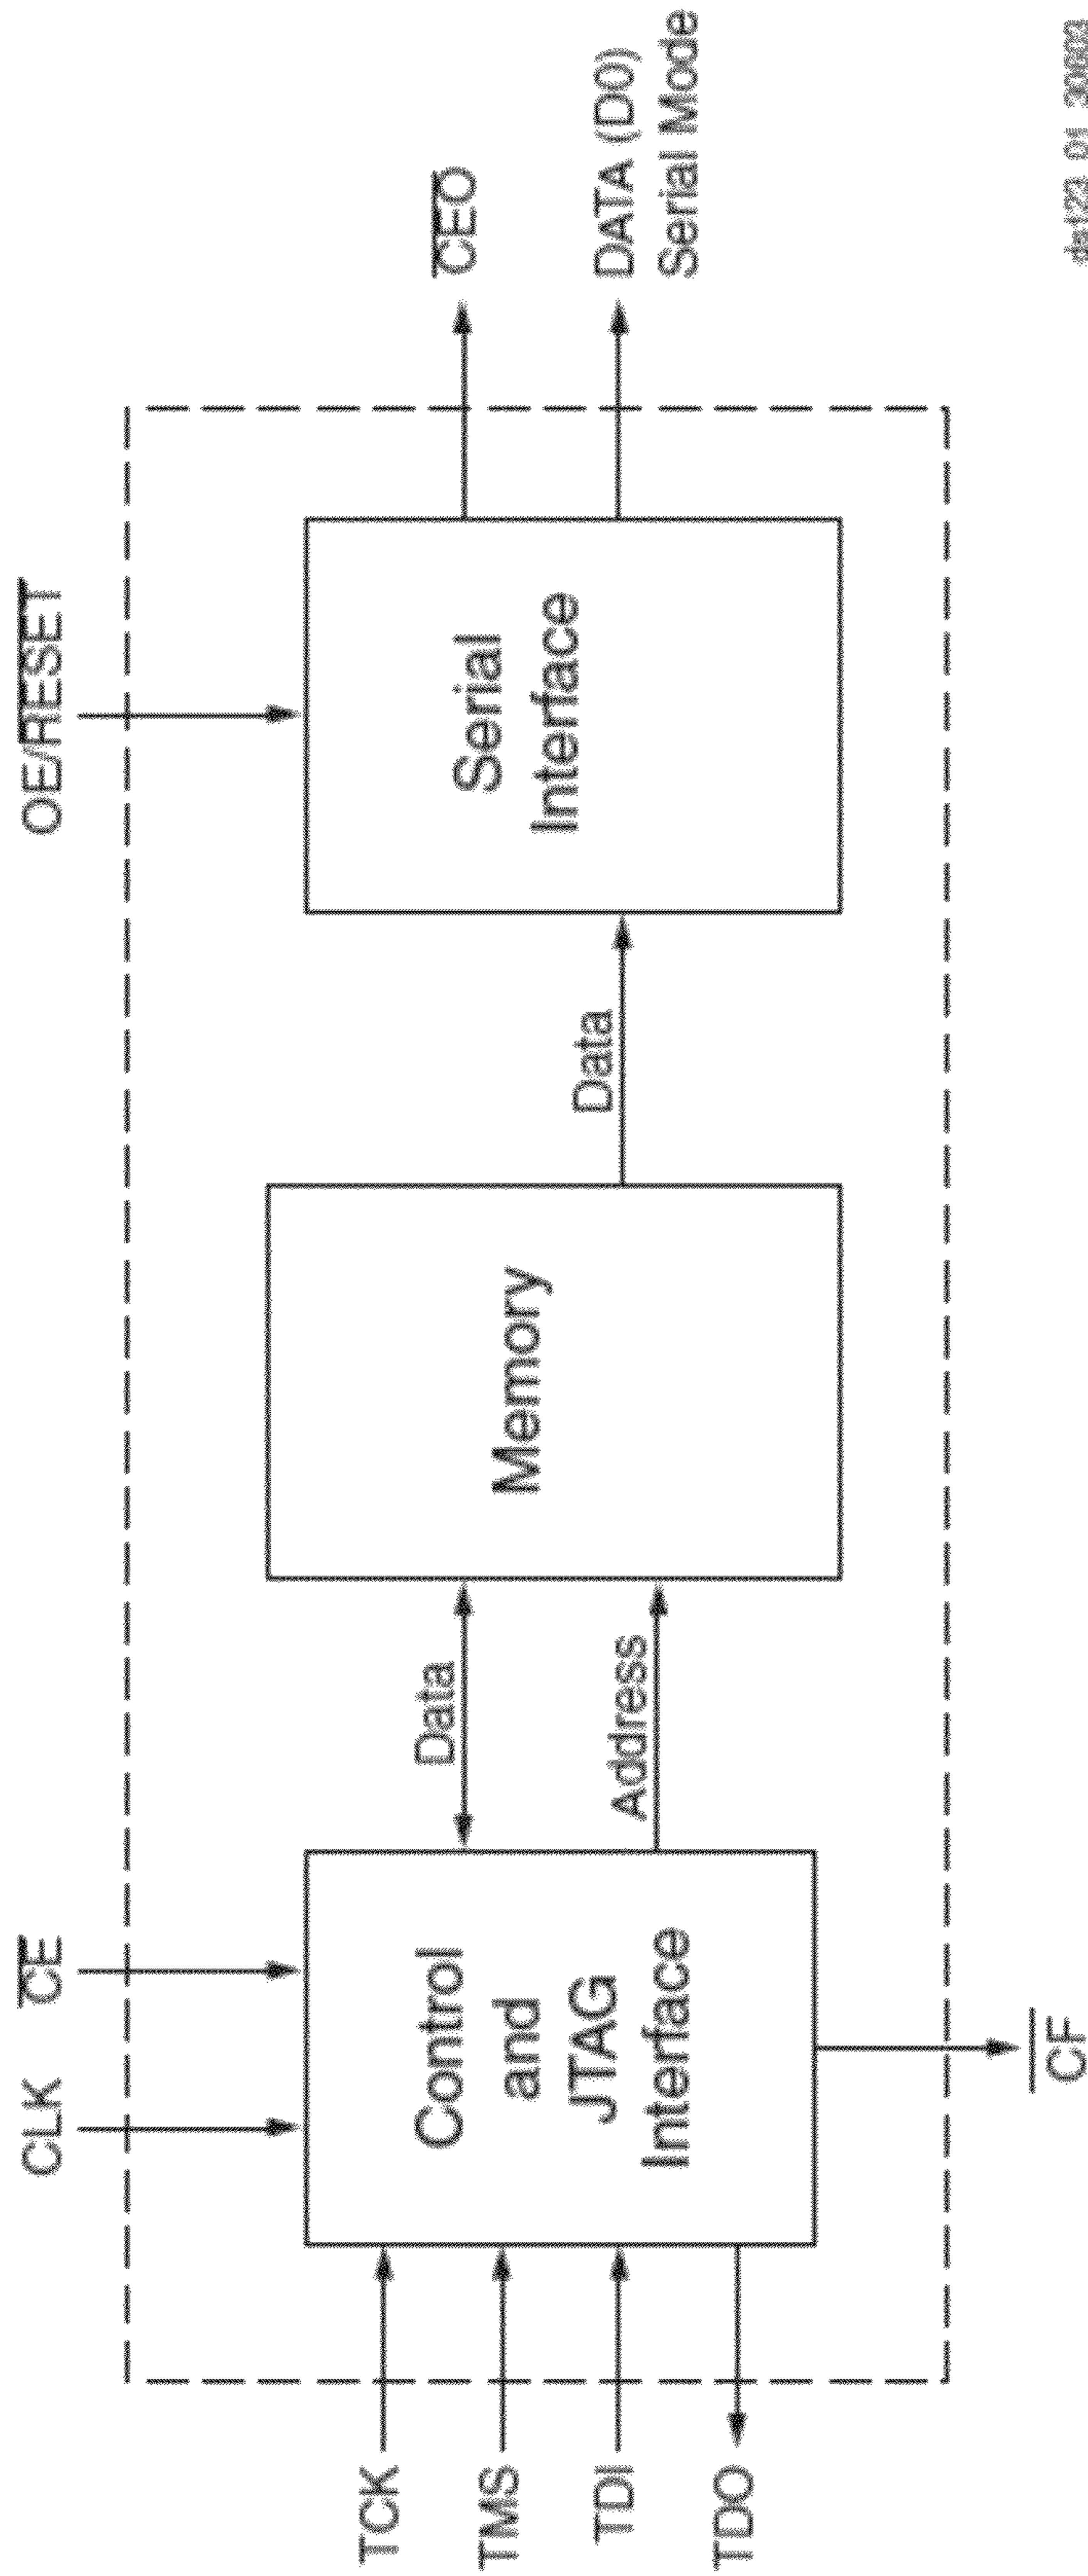 CLK
CE
OE/RESET
TCK
TMS
TDI
TDO
Control
and
JTAG
Interface
Data
Address
Memory
Data
Serial
Interface
CEO
DATA (D0)
Serial Mode
CF
ds123_01_30603